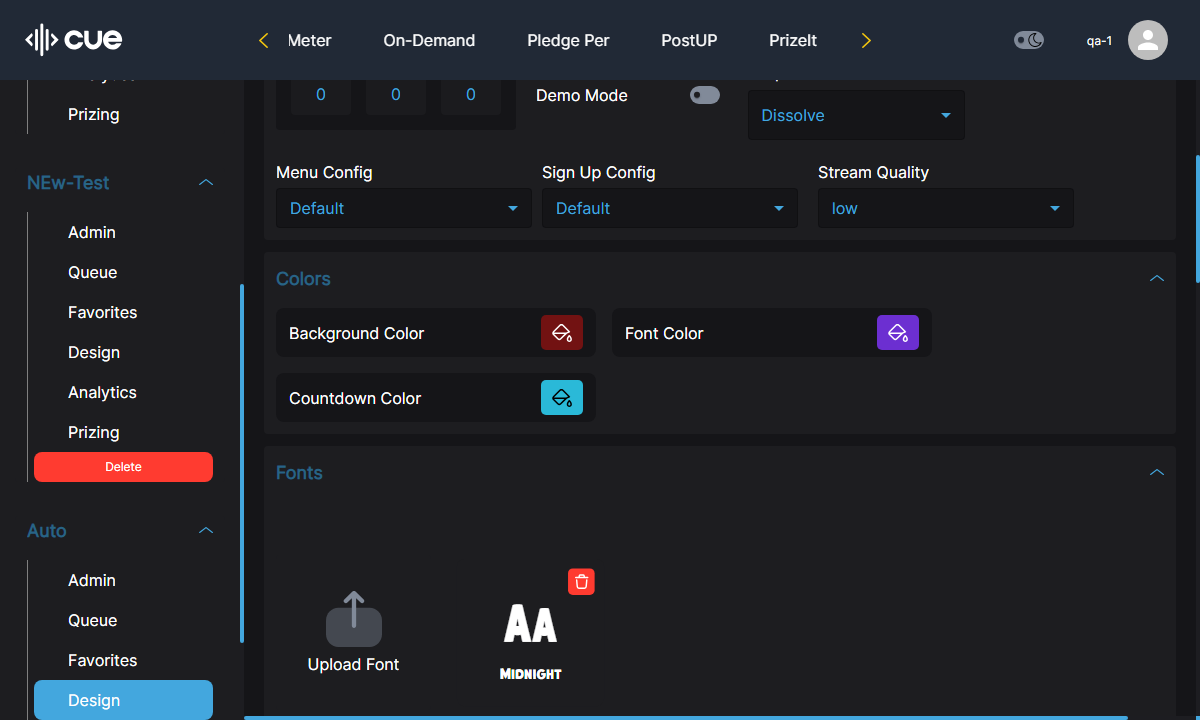 cue
Meter
On-Demand
Pledge Per
PostUP
PrizeIt
qa-1
Prizing
NEw-Test
Admin
Queue
Favorites
Design
Analytics
Prizing
Delete
Auto
Admin
Queue
Favorites
Design
0
0
0
Demo Mode
Dissolve
Menu Config
Sign Up Config
Stream Quality
Default
Default
low
Colors
Background Color
Font Color
Countdown Color
Fonts
Upload Font
AA
MIDNIGHT